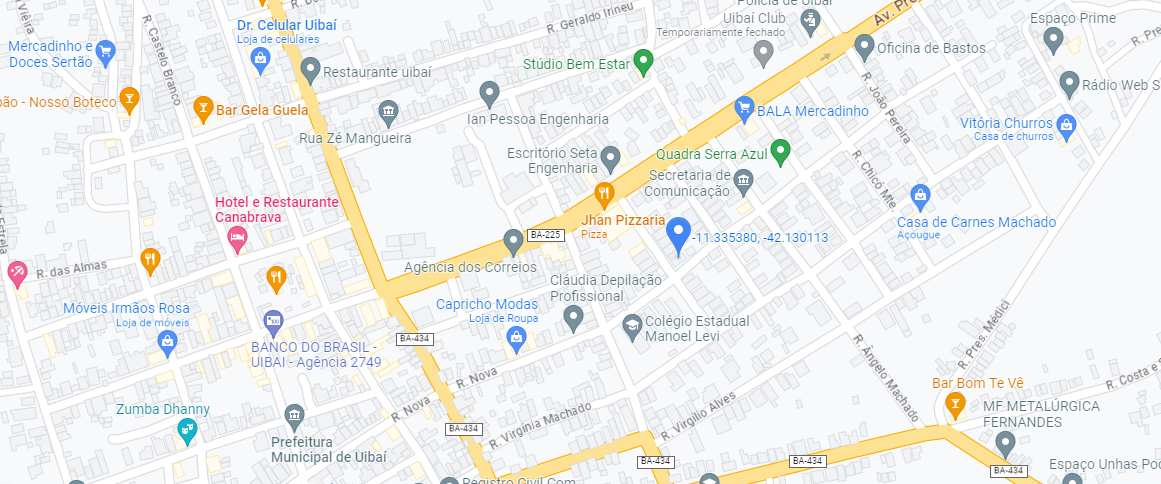 Vieira
R. Castelo Branco
Dr. Celular Uibaí
Loja de celulares
R. Geraldo Irineu
Polícia de Uibaí
Uibaí Club
Temporariamente fechado
Av. Pre
Espaço Prime
Mercadinho e
Doces Sertão
Restaurante uibaí
Stúdio Bem Estar
Oficina de Bastos
R. Pre
Rádio Web S
ão - Nosso Boteco
Bar Gela Guela
Rua Zé Mangueira
Ian Pessoa Engenharia
BALA Mercadinho
R. João Pereira
Vitória Churros
Casa de churros
Escritório Seta
Engenharia
Quadra Serra Azul
Secretaria de
Comunicação
R. Chicó Mte.
Hotel e Restaurante
Canabrava
Jhan Pizzaria
Pizza
BA-225
-11.335380, -42.130113
Casa de Carnes Machado
Açougue
Estrela
R. das Almas
Agência dos Correios
Cláudia Depilação
Profissional
Móveis Irmãos Rosa
Loja de móveis
Capricho Modas
Loja de Roupa
Colégio Estadual
Manoel Levi
R. Pres. Médici
BANCO DO BRASIL -
UIBAI - Agência 2749
BA-434
R. Nova
R. Ângelo Machado
Bar Bom Te Vê
R. Costa e
Zumba Dhanny
R. Nova
R. Virgínia Machado
R. Virgílio Alves
MF METALÚRGICA
FERNANDES
Prefeitura
Municipal de Uibaí
BA-434
BA-434
BA-434
BA-434
Espaço Unhas Poc
Registro Civil Com